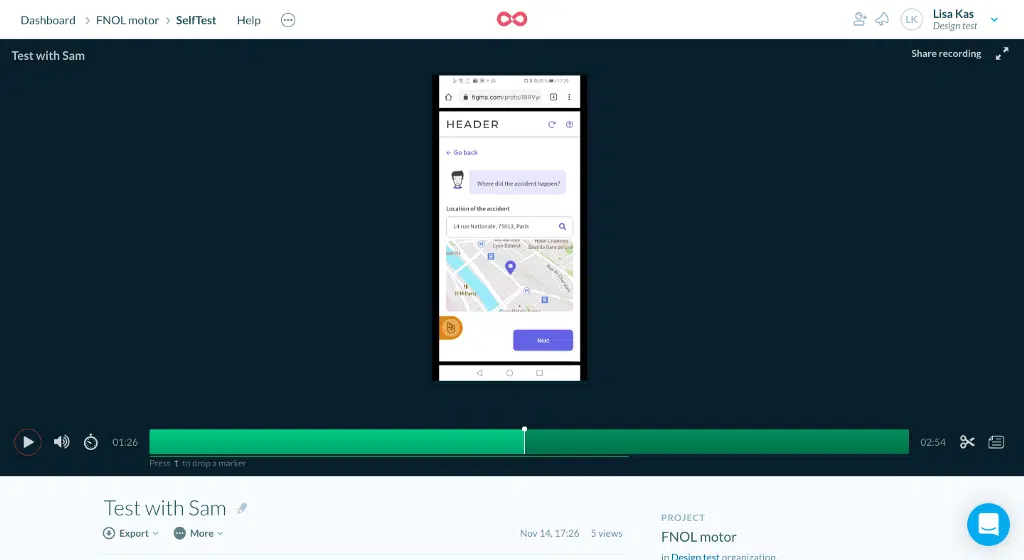 Dashboard > FNOL motor > SelfTest Help
LK
Lisa Kas
Design test
Test with Sam
Share recording
figma.com/proto/RIHVy
HEADER
← Go back
Where did the accident happen?
Location of the accident
14 rue Nationale, 75013, Paris
Next
01:26
02:54
Press t to drop a marker
Test with Sam
Export
More
Nov 14, 17:26 5 views
PROJECT
FNOL motor
in Design test organization.